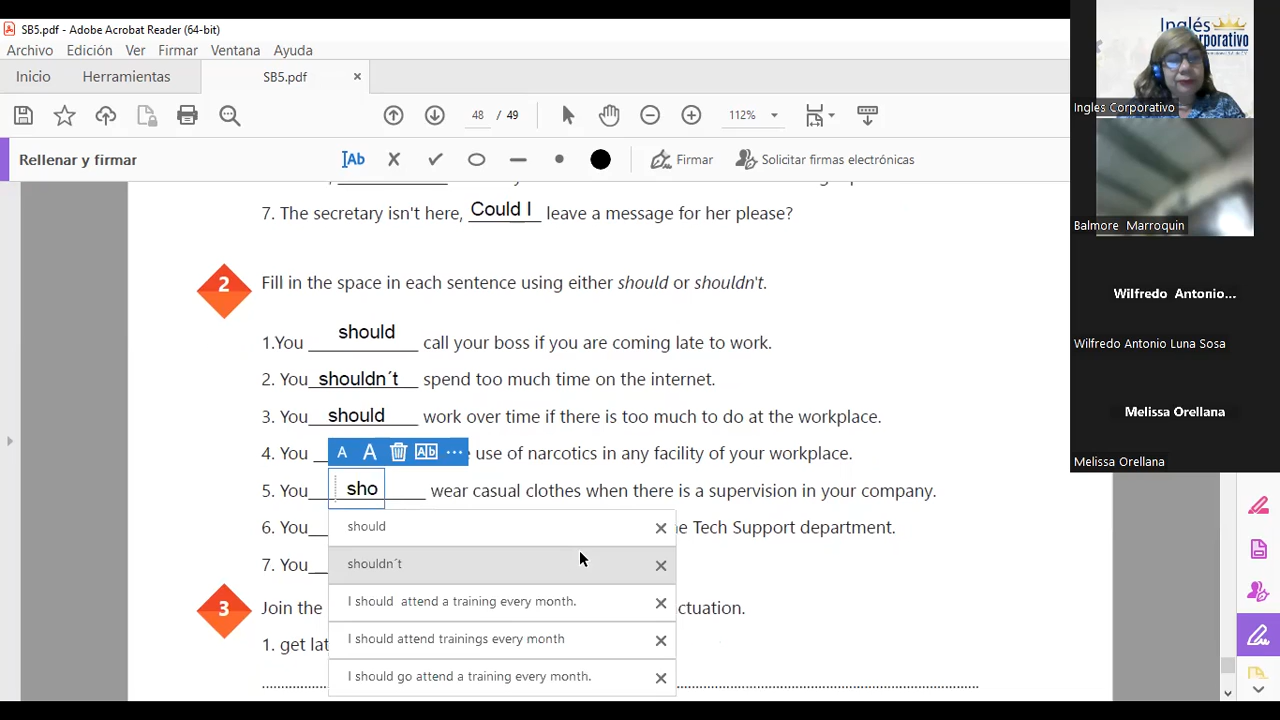 SB5.pdf - Adobe Acrobat Reader (64-bit)
Archivo Edición Ver Firmar Ventana Ayuda
Inicio Herramientas SB5.pdf ×
48 / 49 112%
Rellenar y firmar Ab Firmar Solicitar firmas electrónicas
7. The secretary isn't here, Could I leave a message for her please?
2 Fill in the space in each sentence using either should or shouldn't.
1.You should call your boss if you are coming late to work.
2. You shouldn´t spend too much time on the internet.
3. You should work over time if there is too much to do at the workplace.
4. You use of narcotics in any facility of your workplace.
A A Ab ...
5. You sho wear casual clothes when there is a supervision in your company.
6. You e Tech Support department.
should
7. You
shouldn´t
3 Join the ctuation.
I should attend a training every month.
1. get lat
I should attend trainings every month
I should go attend a training every month.
Inglés
Corporativo
Ingles Corporativo
Balmore Marroquin
Wilfredo Antonio...
Wilfredo Antonio Luna Sosa
Melissa Orellana
Melissa Orellana